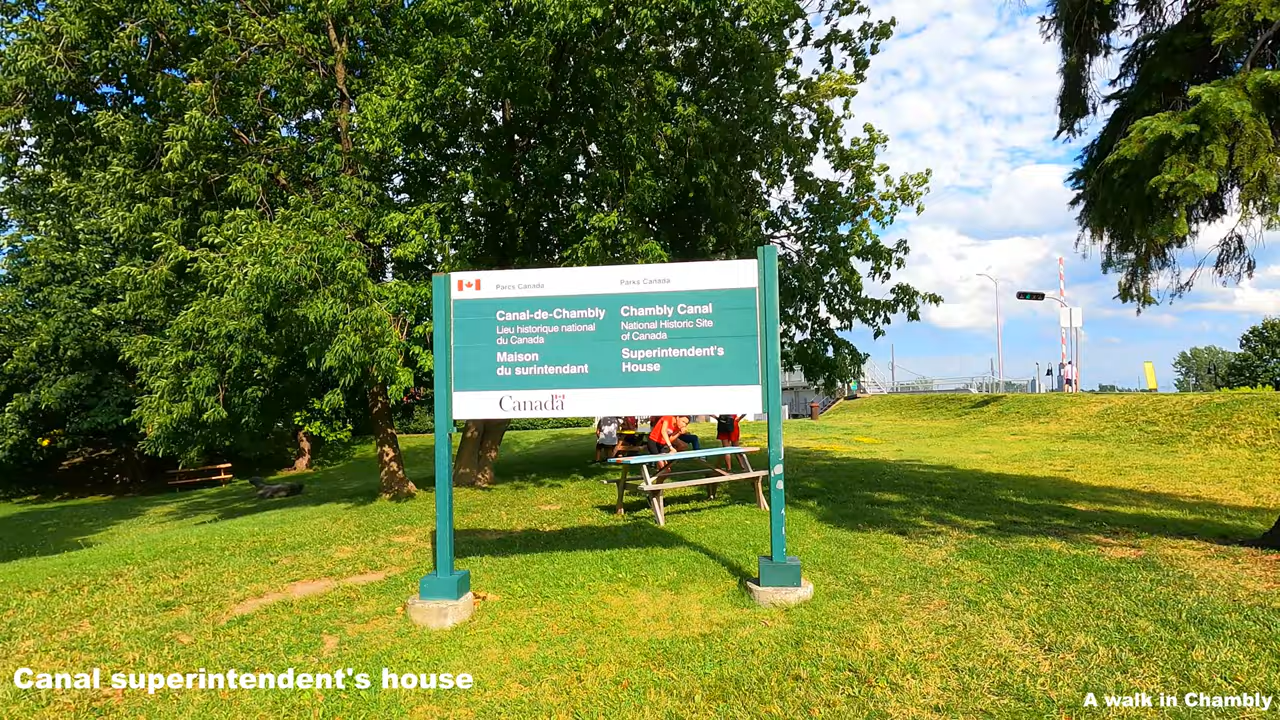 Parcs Canada
Parks Canada
Canal-de-Chambly
Lieu historique national
du Canada
Maison
du surintendant
Chambly Canal
National Historic Site
of Canada
Superintendent's
House
Canada
Canal superintendent's house
A walk in Chambly